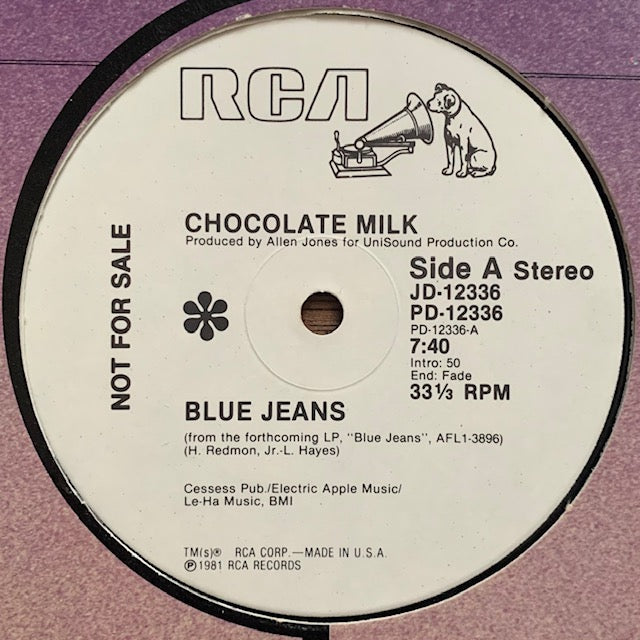 RCA
NOT FOR SALE
CHOCOLATE MILK
Produced by Allen Jones for UniSound Production Co.
Side A Stereo
JD-12336
PD-12336
PD-12336-A
7:40
Intro: 50
End: Fade
33⅓ RPM
BLUE JEANS
(from the forthcoming LP, "Blue Jeans", AFL1-3896)
(H. Redmon, Jr.-L. Hayes)
Cessess Pub./Electric Apple Music/
Le-Ha Music, BMI
TM(s)® RCA CORP.—MADE IN U.S.A.
℗1981 RCA RECORDS